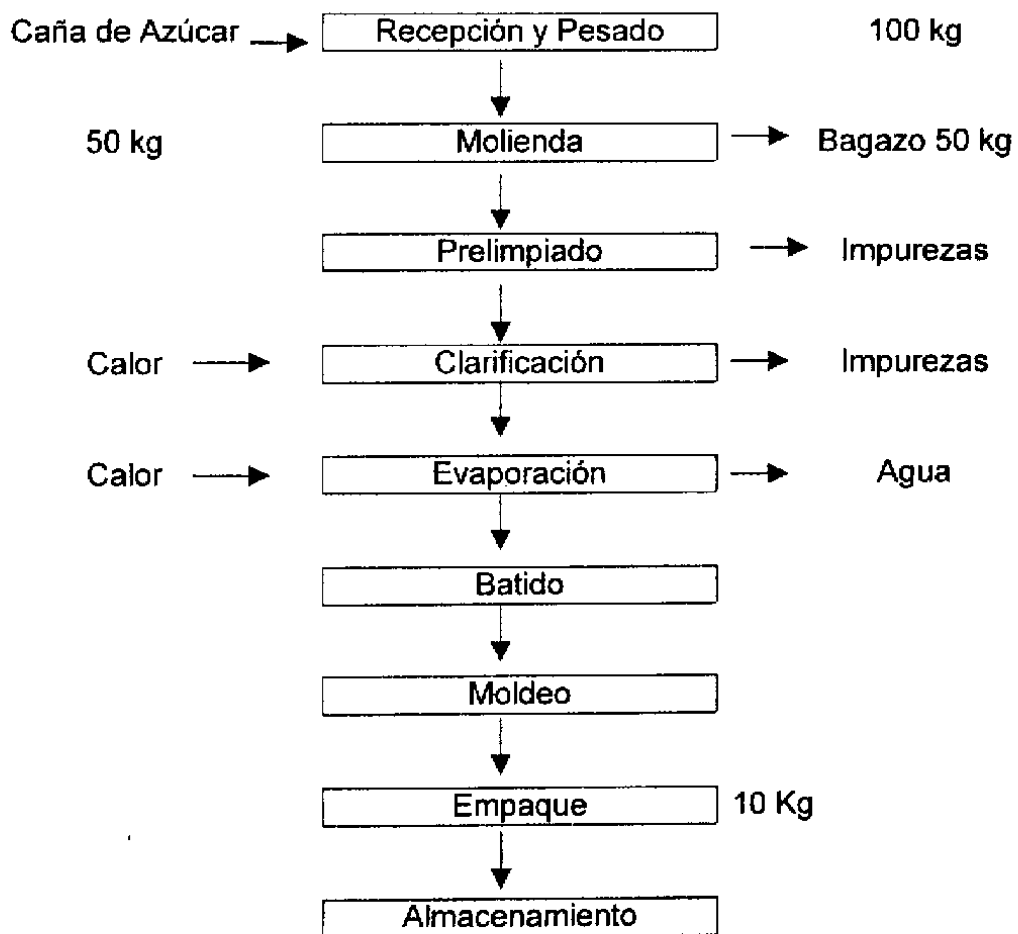 Caña de Azúcar Recepción y Pesado 100 kg
50 kg Molienda Bagazo 50 kg
Prelimpiado Impurezas
Calor Clarificación Impurezas
Calor Evaporación Agua
Batido
Moldeo
Empaque 10 Kg
Almacenamiento